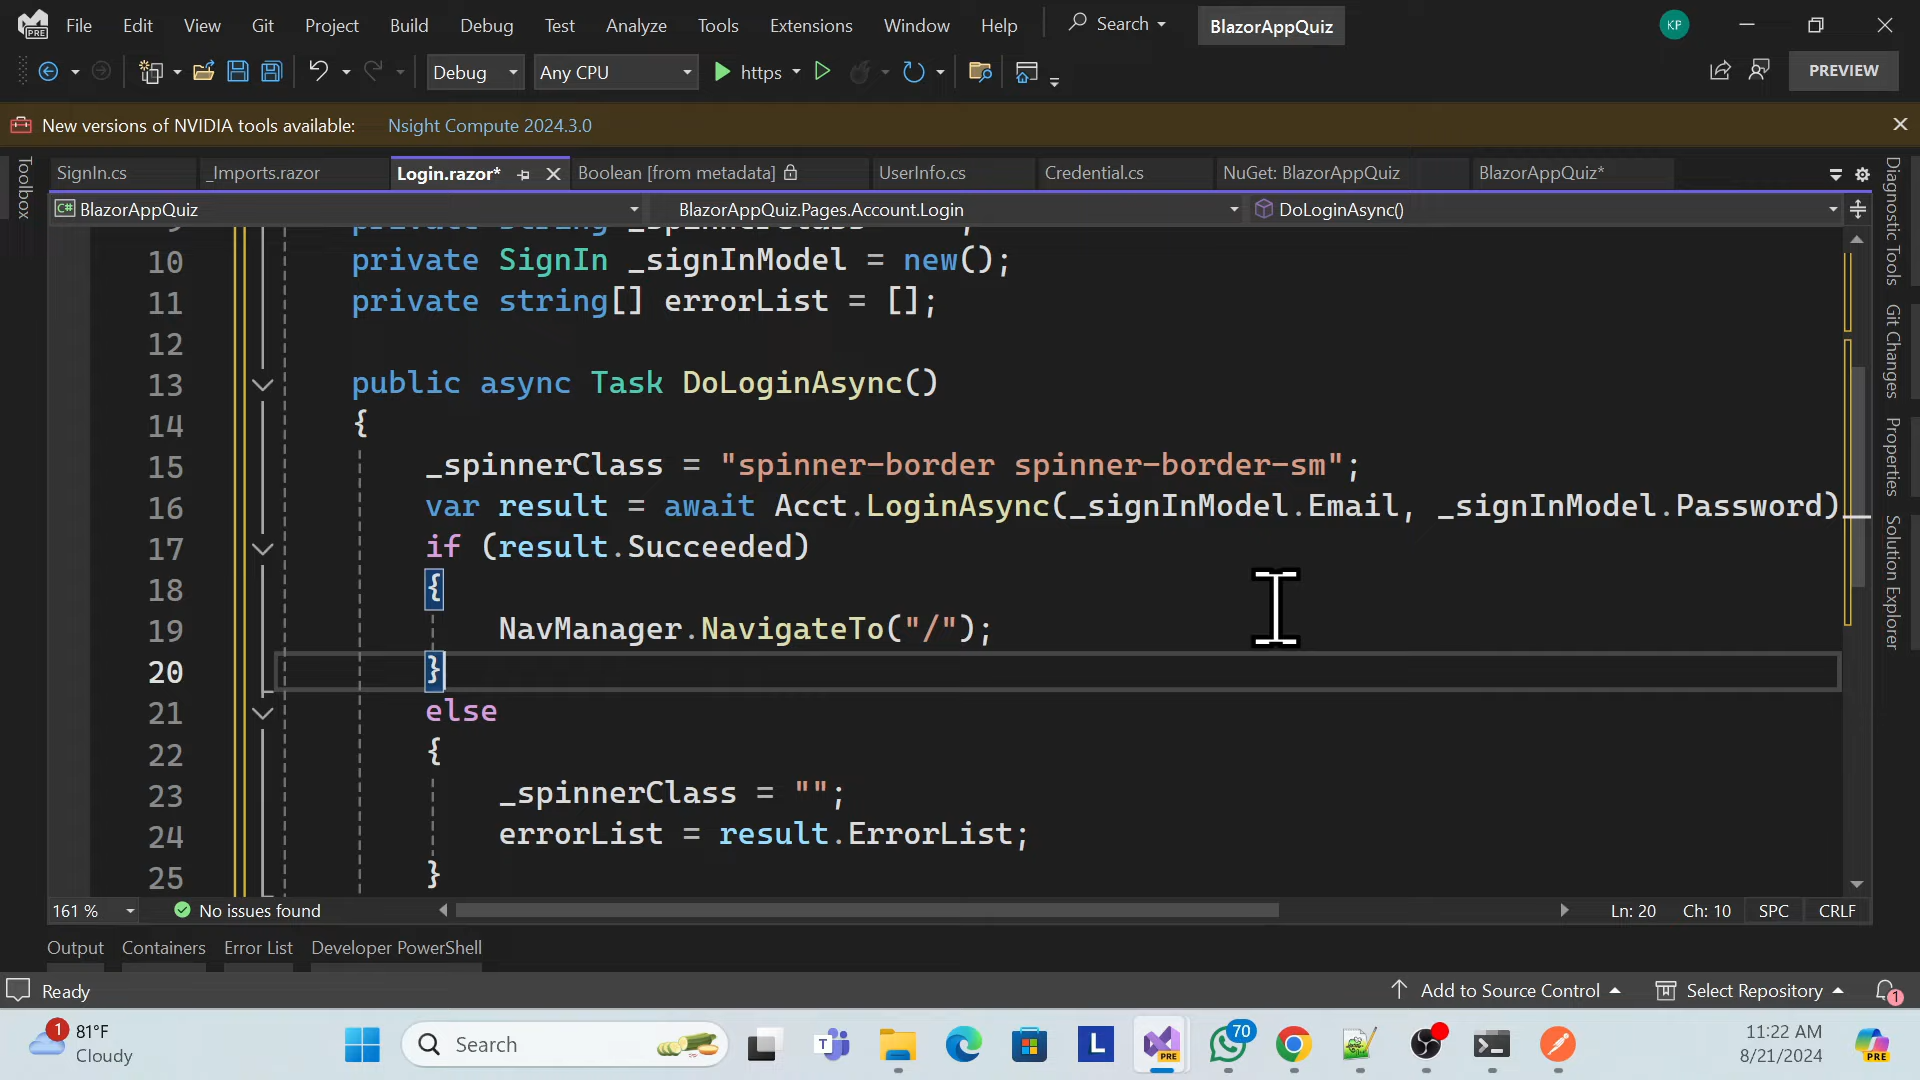 File Edit View Git Project Build Debug Test Analyze Tools Extensions Window Help Search BlazorAppQuiz KP
Debug Any CPU https PREVIEW
New versions of NVIDIA tools available: Nsight Compute 2024.3.0
SignIn.cs _Imports.razor Login.razor* Boolean [from metadata] UserInfo.cs Credential.cs NuGet: BlazorAppQuiz BlazorAppQuiz*
C# BlazorAppQuiz BlazorAppQuiz.Pages.Account.Login DoLoginAsync()
Toolbox
10 private SignIn _signInModel = new();
11 private string[] errorList = [];
12
13 public async Task DoLoginAsync()
14 {
15 _spinnerClass = "spinner-border spinner-border-sm";
16 var result = await Acct.LoginAsync(_signInModel.Email, _signInModel.Password)
17 if (result.Succeeded)
18 {
19 NavManager.NavigateTo("/");
20 }
21 else
22 {
23 _spinnerClass = "";
24 errorList = result.ErrorList;
25 }
Diagnostic Tools
Git Changes
Properties
Solution Explorer
161 % No issues found Ln: 20 Ch: 10 SPC CRLF
Output Containers Error List Developer PowerShell
Ready Add to Source Control Select Repository 1
1 81°F
Cloudy
Search
L
PRE
70
11:22 AM
8/21/2024
PRE